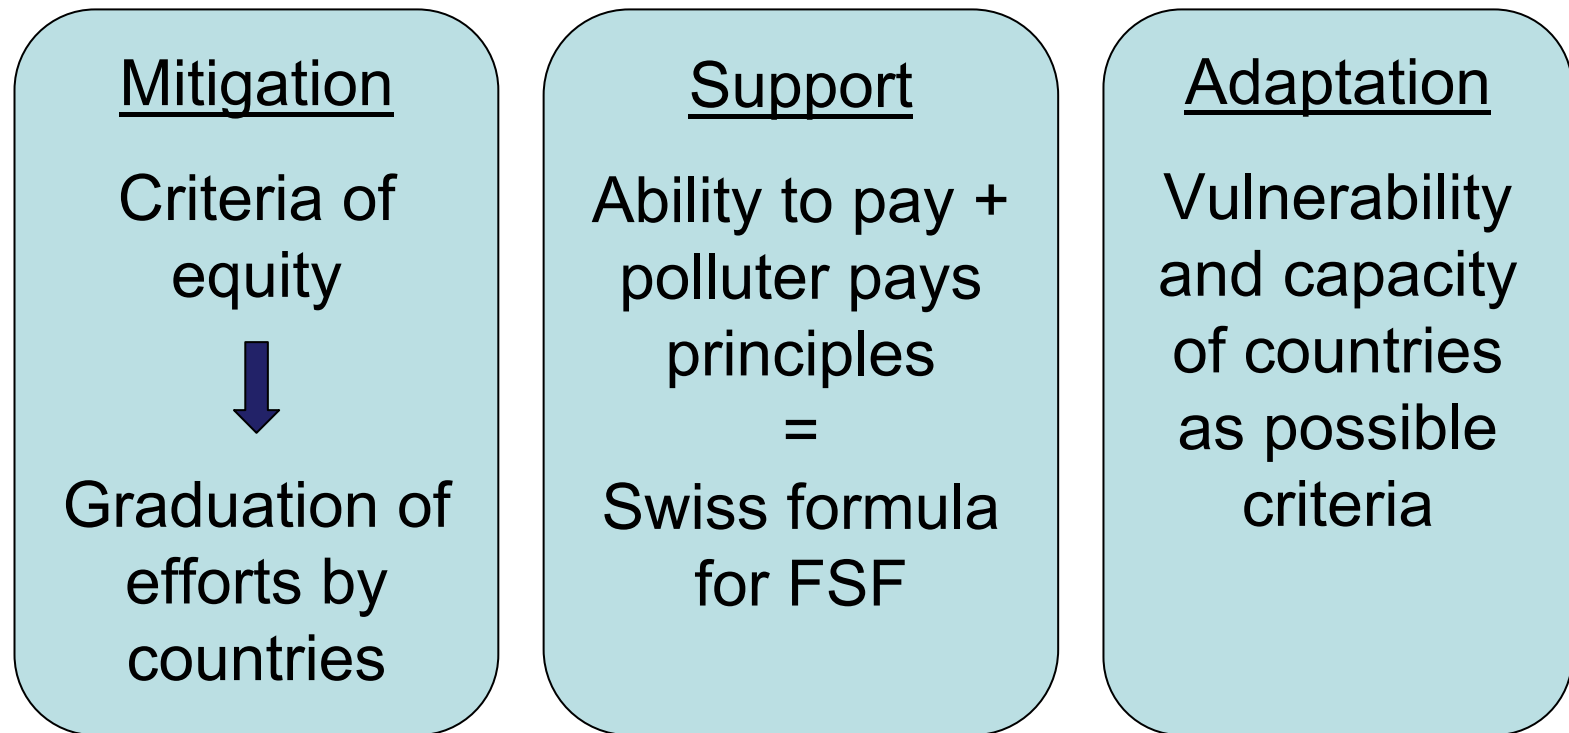 Mitigation
Criteria of
equity
Graduation of
efforts by
countries
Support
Ability to pay +
polluter pays
principles
=
Swiss formula
for FSF
Adaptation
Vulnerability
and capacity
of countries
as possible
criteria